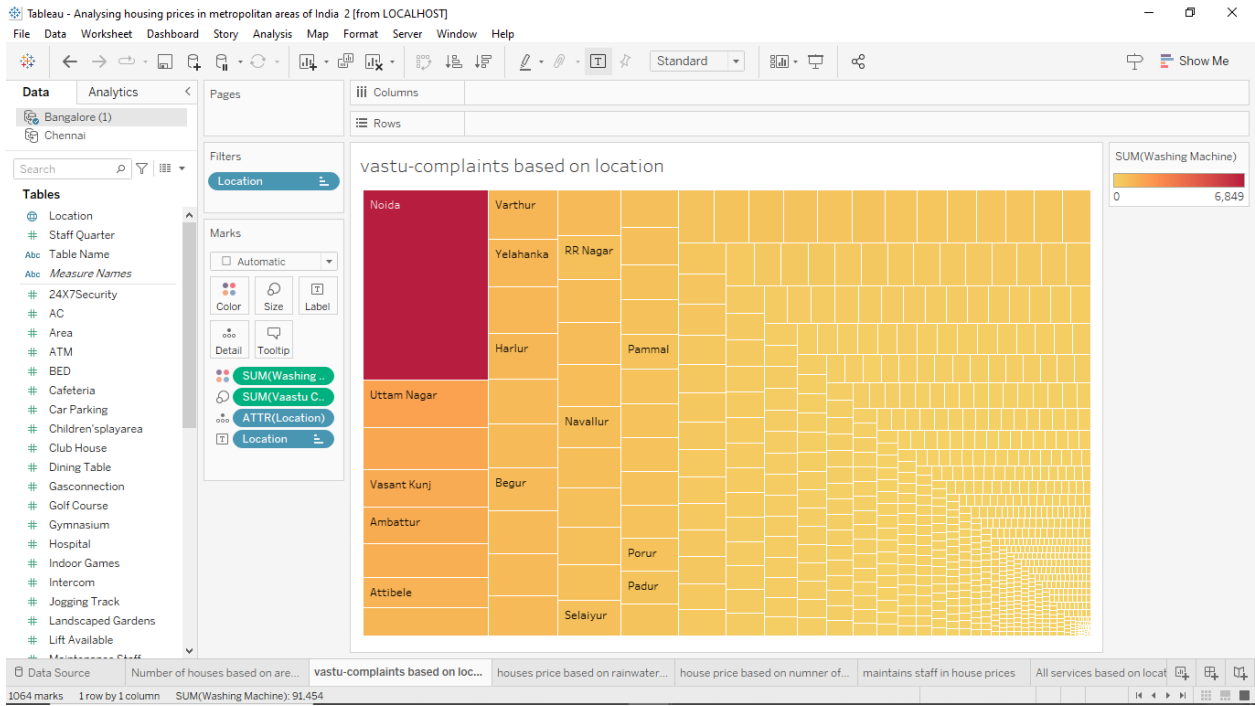 Tableau - Analysing housing prices in metropolitan areas of India 2 [from LOCALHOST]
File Data Worksheet Dashboard Story Analysis Map Format Server Window Help
Standard
Show Me
Data Analytics
Bangalore (1)
Chennai
Search
Tables
Location
Staff Quarter
Abc Table Name
Abc Measure Names
24X7Security
AC
Area
ATM
BED
Cafeteria
Car Parking
Children'splayarea
Club House
Dining Table
Gasconnection
Golf Course
Gymnasium
Hospital
Indoor Games
Intercom
Jogging Track
Landscaped Gardens
Lift Available
Pages
Filters
Location
Marks
Automatic
Color Size Label
Detail Tooltip
SUM(Washing ..
SUM(Vaastu C..
ATTR(Location)
Location
Columns
Rows
vastu-complaints based on location
Noida
Uttam Nagar
Vasant Kunj
Ambattur
Attibele
Varthur
Yelahanka
Harlur
Begur
RR Nagar
Navallur
Selaiyur
Pammal
Porur
Padur
SUM(Washing Machine)
0 6,849
Data Source
Number of houses based on are...
vastu-complaints based on loc...
houses price based on rainwater...
house price based on numner of...
maintains staff in house prices
All services based on locat
1064 marks 1 row by 1 column SUM(Washing Machine): 91,454